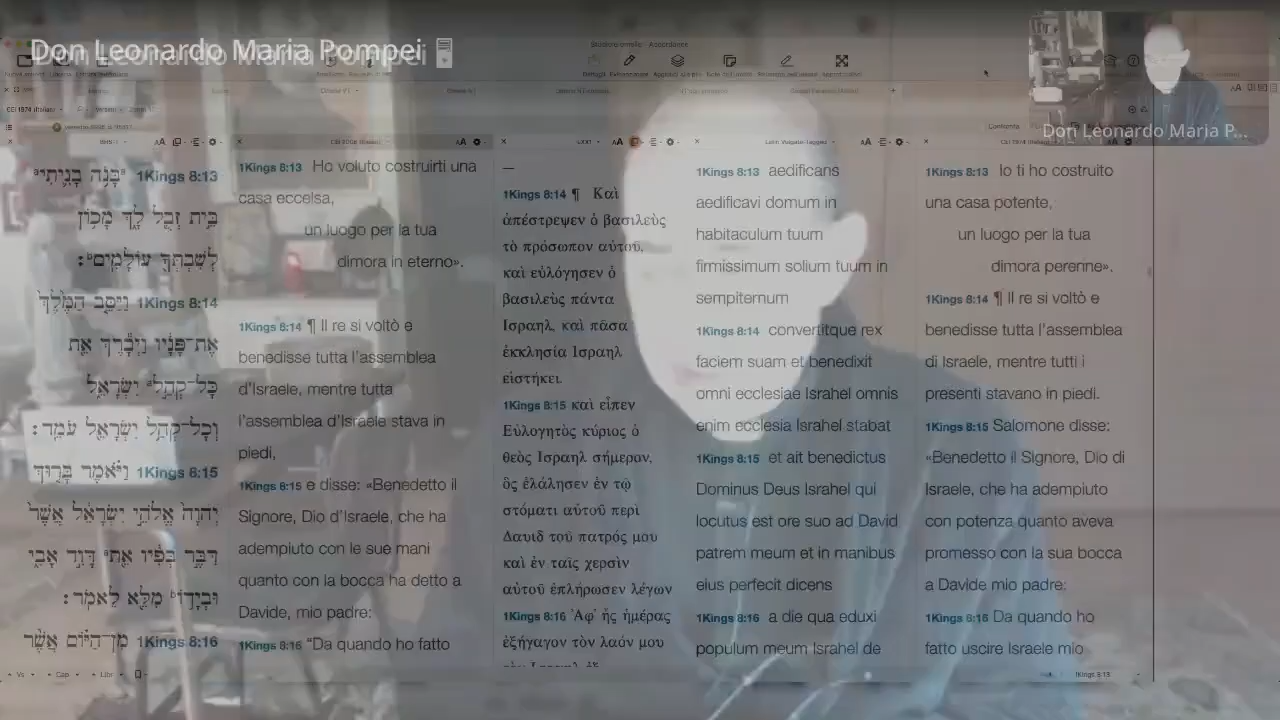 Don Leonardo Maria Pompei
Don Leonardo Maria P...
CEI 1974 (Italian)
1Kings 8:13 ᵃבָּנֹ֥ה בָנִ֛יתִיᵃ
בֵּ֥ית זְבֻ֖ל לָ֑ךְ מָכ֥וֹן
לְשִׁבְתְּךָ֖ עוֹלָמִֽיםᵇ׃
1Kings 8:14 וַיַּסֵּ֤ב הַמֶּ֙לֶךְ֙
אֶת־פָּנָ֔יו וַיְבָ֕רֶךְ אֵ֖ת
כָּל־קְהַ֣לᵃ יִשְׂרָאֵ֑ל
וְכָל־קְהַ֥ל יִשְׂרָאֵ֖ל עֹמֵֽד׃
1Kings 8:15 וַיֹּ֗אמֶר בָּר֤וּךְ
יְהוָה֙ אֱלֹהֵ֣י יִשְׂרָאֵ֔ל אֲשֶׁר֙
דִּבֶּ֣ר בְּפִ֔יו אֵ֖תᵃ דָּוִ֣ד אָבִ֑י
וּבְיָד֥וֹᵇ מִלֵּ֖א לֵאמֹֽר׃
1Kings 8:16 מִן־הַיּ֗וֹם אֲשֶׁ֨ר
1Kings 8:13 Ho voluto costruirti una
casa eccelsa,
un luogo per la tua
dimora in eterno».
1Kings 8:14 ¶ Il re si voltò e
benedisse tutta l'assemblea
d'Israele, mentre tutta
l'assemblea d'Israele stava in
piedi,
1Kings 8:15 e disse: «Benedetto il
Signore, Dio d'Israele, che ha
adempiuto con le sue mani
quanto con la bocca ha detto a
Davide, mio padre:
1Kings 8:16 "Da quando ho fatto
—
1Kings 8:14 ¶ Καὶ
ἀπέστρεψεν ὁ βασιλεὺς
τὸ πρόσωπον αὐτοῦ,
καὶ εὐλόγησεν ὁ
βασιλεὺς πάντα
Ισραηλ, καὶ πᾶσα
ἐκκλησία Ισραηλ
εἱστήκει.
1Kings 8:15 καὶ εἶπεν
Εὐλογητὸς κύριος ὁ
θεὸς Ισραηλ σήμερον,
ὃς ἐλάλησεν ἐν τῷ
στόματι αὐτοῦ περὶ
Δαυιδ τοῦ πατρός μου
καὶ ἐν ταῖς χερσὶν
αὐτοῦ ἐπλήρωσεν λέγων
1Kings 8:16 Ἀφ' ἧς ἡμέρας
ἐξήγαγον τὸν λαόν μου
1Kings 8:13 aedificans
aedificavi domum in
habitaculum tuum
firmissimum solium tuum in
sempiternum
1Kings 8:14 convertitque rex
faciem suam et benedixit
omni ecclesiae Israhel omnis
enim ecclesia Israhel stabat
1Kings 8:15 et ait benedictus
Dominus Deus Israhel qui
locutus est ore suo ad David
patrem meum et in manibus
eius perfecit dicens
1Kings 8:16 a die qua eduxi
populum meum Israhel de
1Kings 8:13 Io ti ho costruito
una casa potente,
un luogo per la tua
dimora perenne».
1Kings 8:14 ¶ Il re si voltò e
benedisse tutta l'assemblea
di Israele, mentre tutti i
presenti stavano in piedi.
1Kings 8:15 Salomone disse:
«Benedetto il Signore, Dio di
Israele, che ha adempiuto
con potenza quanto aveva
promesso con la sua bocca
a Davide mio padre:
1Kings 8:16 Da quando ho
fatto uscire Israele mio
1Kings 8:13